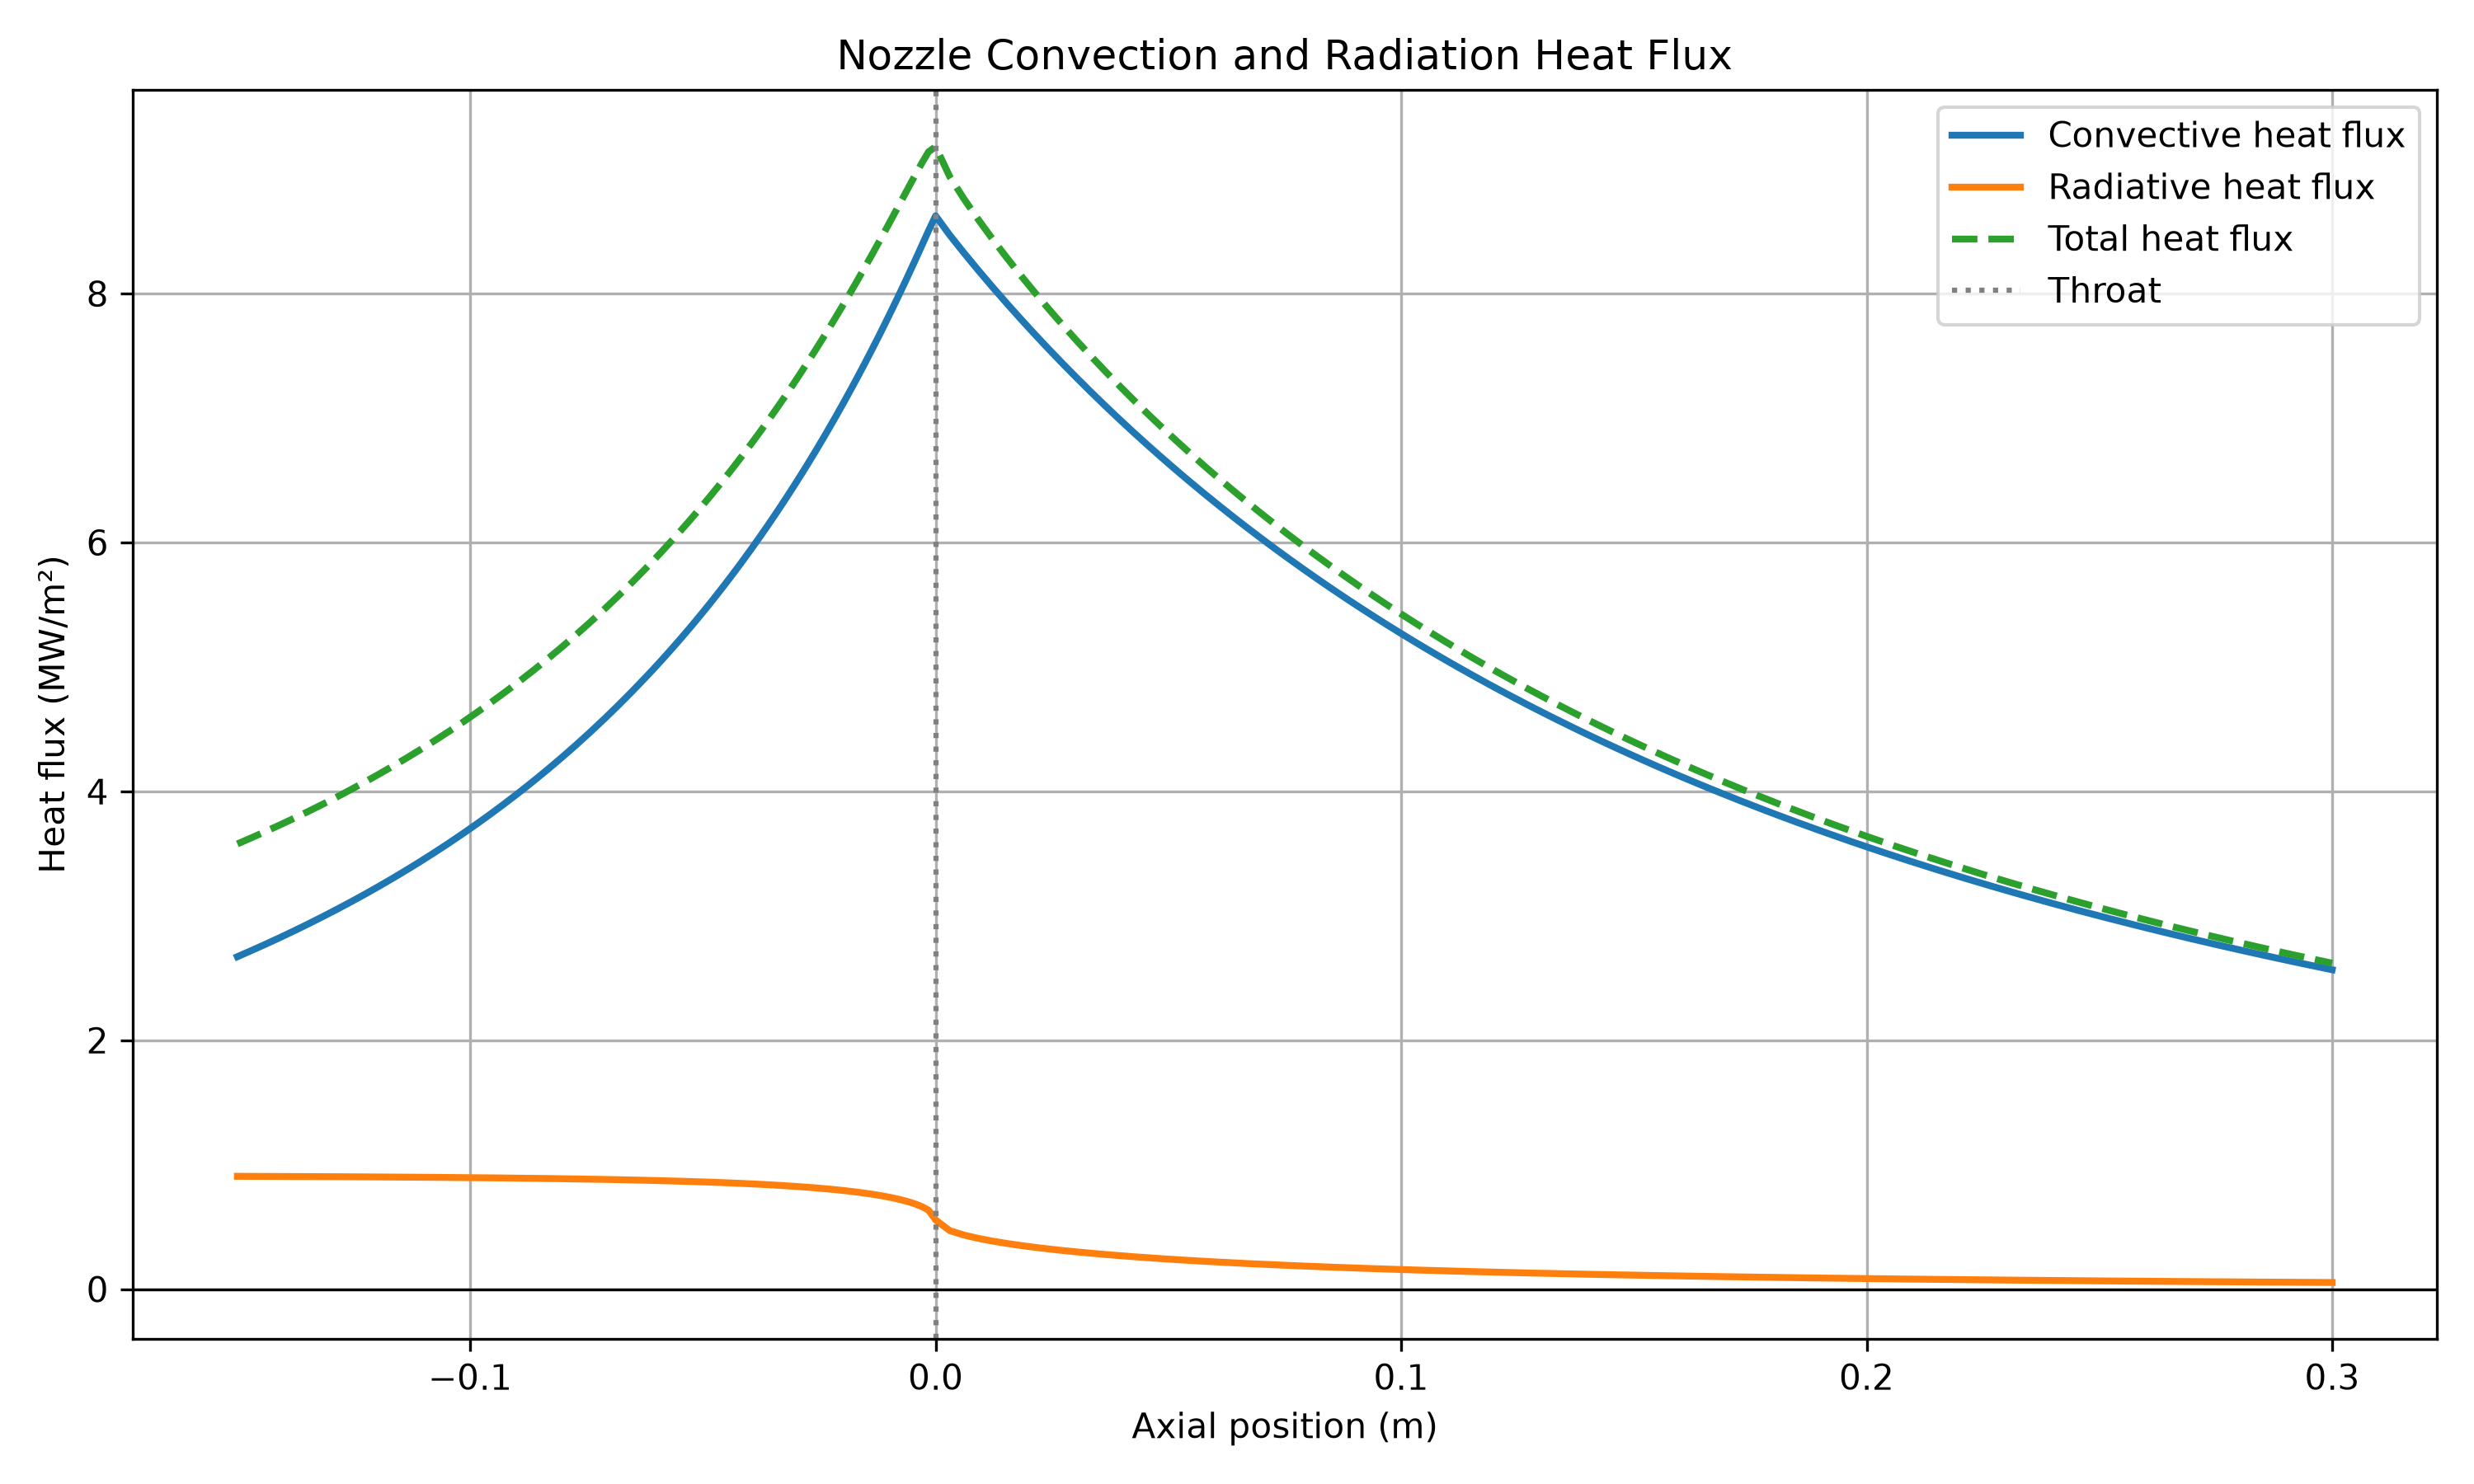 Nozzle Convection and Radiation Heat Flux
Convective heat flux
Radiative heat flux
Total heat flux
Throat
Heat flux (MW/m²)
8
6
4
2
0
−0.1 0.0 0.1 0.2 0.3
Axial position (m)